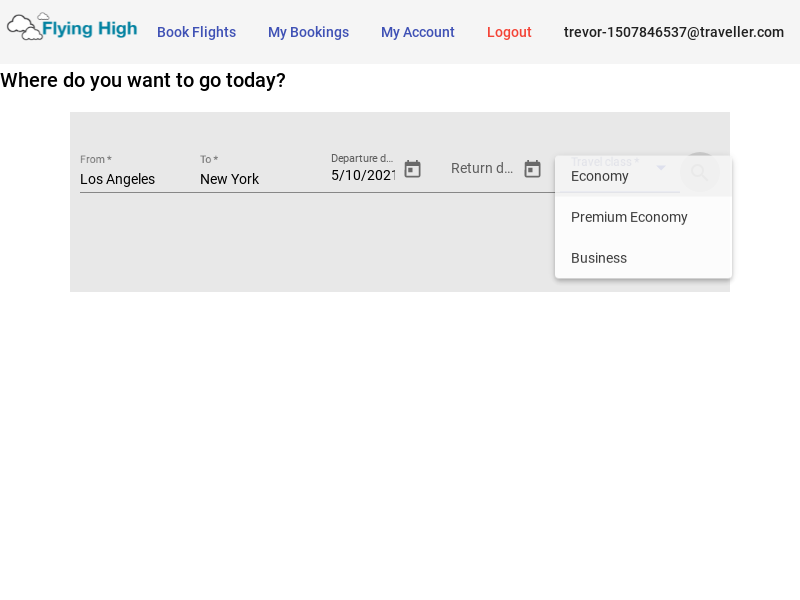 Flying High
Book Flights
My Bookings
My Account
Logout
trevor-1507846537@traveller.com
Where do you want to go today?
From *
Los Angeles
To *
New York
Departure d...
5/10/2021
Return d...
Travel class *
Economy
Premium Economy
Business